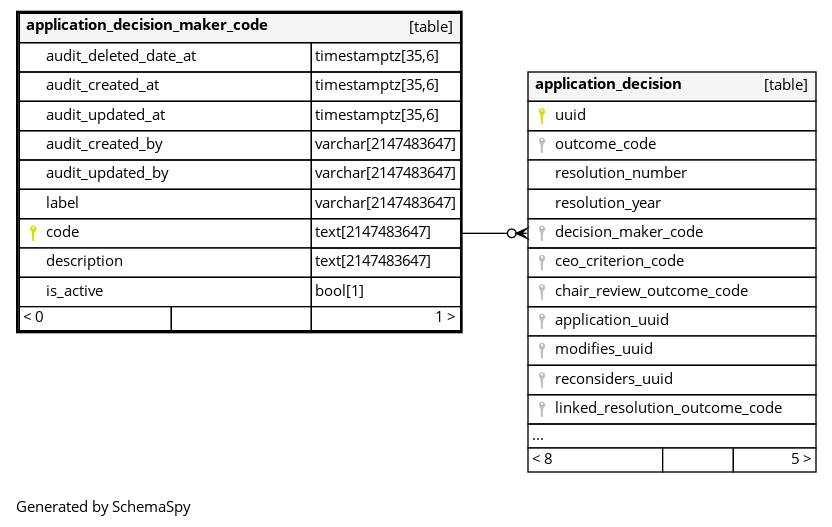 application_decision_maker_code [table]
audit_deleted_date_at timestamptz[35,6]
audit_created_at timestamptz[35,6]
audit_updated_at timestamptz[35,6]
audit_created_by varchar[2147483647]
audit_updated_by varchar[2147483647]
label varchar[2147483647]
code text[2147483647]
description text[2147483647]
is_active bool[1]
< 0 1 >
application_decision [table]
uuid
outcome_code
resolution_number
resolution_year
decision_maker_code
ceo_criterion_code
chair_review_outcome_code
application_uuid
modifies_uuid
reconsiders_uuid
linked_resolution_outcome_code
...
< 8 5 >
Generated by SchemaSpy